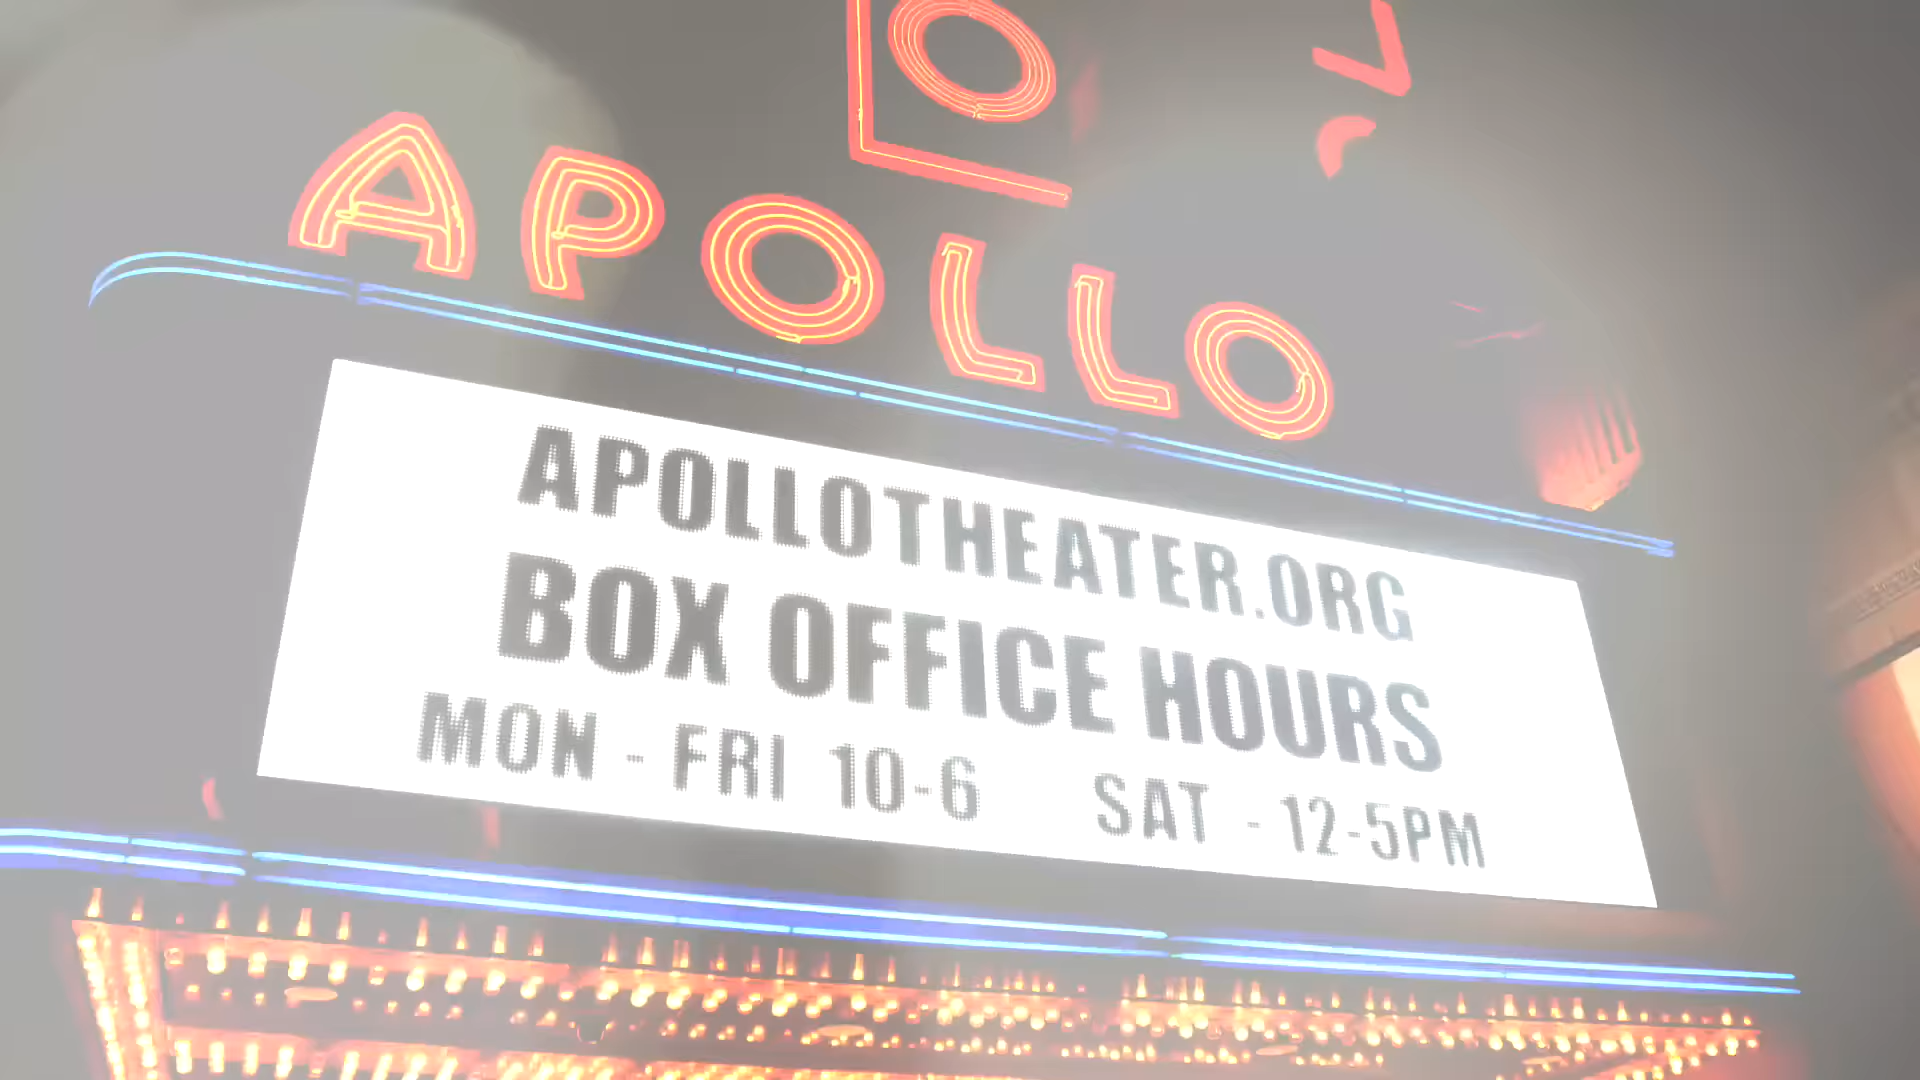 APOLLO
APOLLOTHEATER.ORG
BOX OFFICE HOURS
MON - FRI 10-6 SAT - 12-5PM